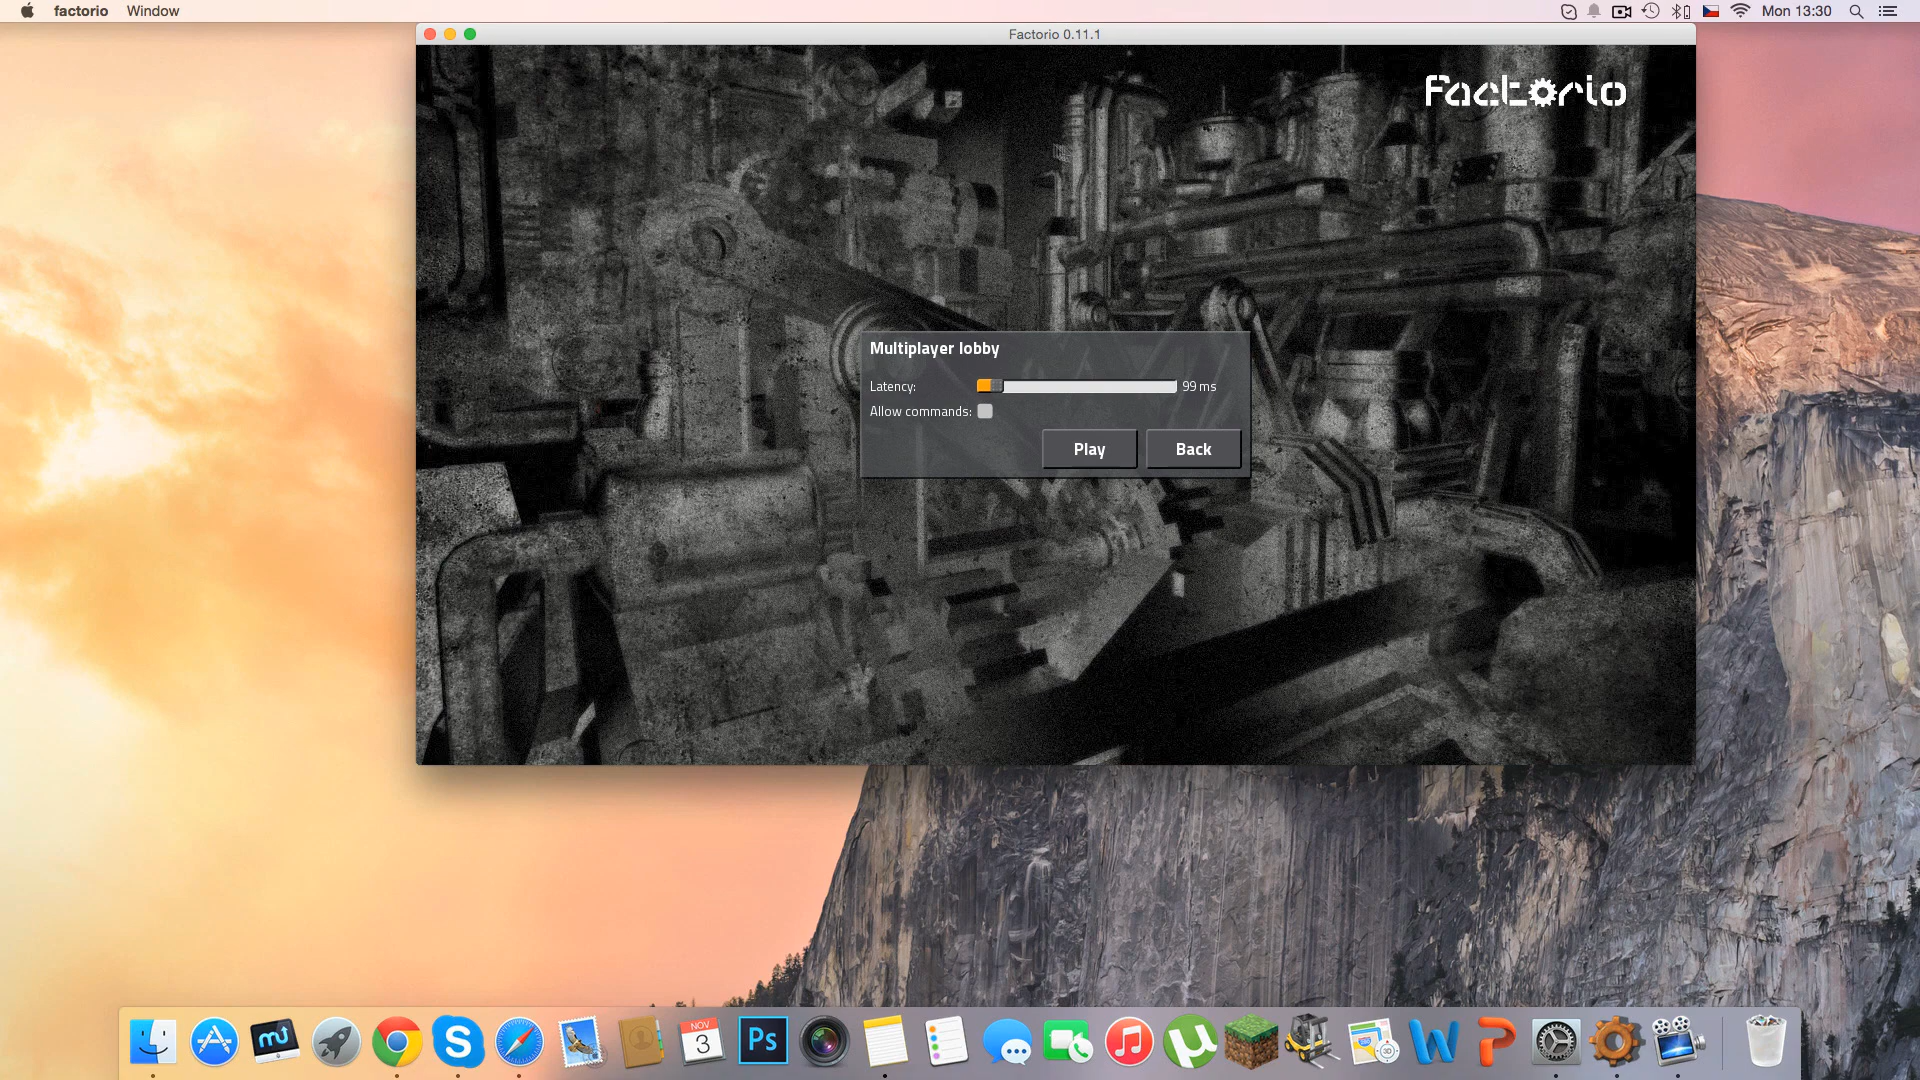 factorio Window Mon 13:30
Factorio 0.11.1
Factorio
Multiplayer lobby
Latency: 99 ms
Allow commands:
Play Back
NOV
3
Ps
3D